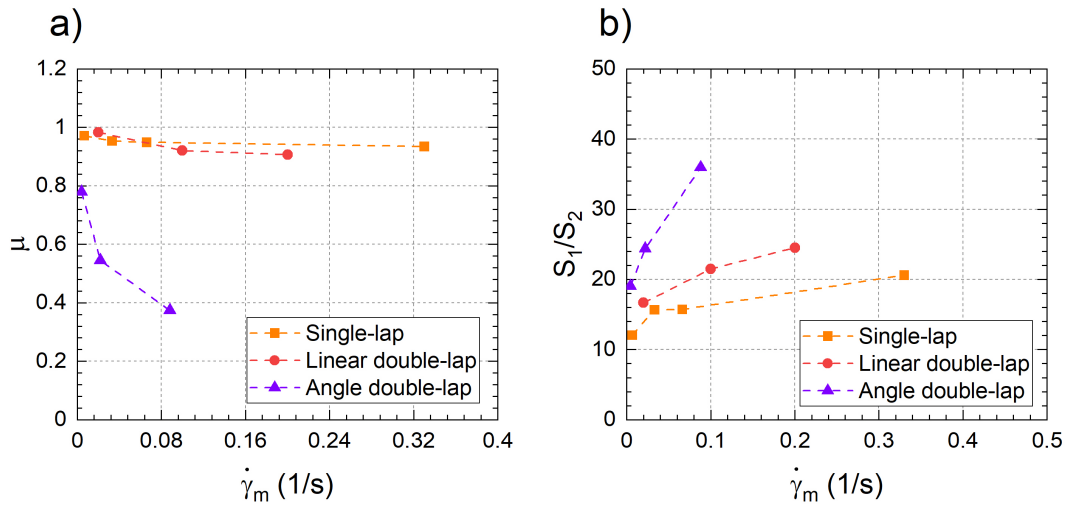 a)
1.2
1
0.8
0.6
0.4
0.2
0
μ
0 0.08 0.16 0.24 0.32 0.4
γ̇m (1/s)
Single-lap
Linear double-lap
Angle double-lap
b)
50
40
30
20
10
0
S1/S2
0 0.1 0.2 0.3 0.4 0.5
γ̇m (1/s)
Single-lap
Linear double-lap
Angle double-lap